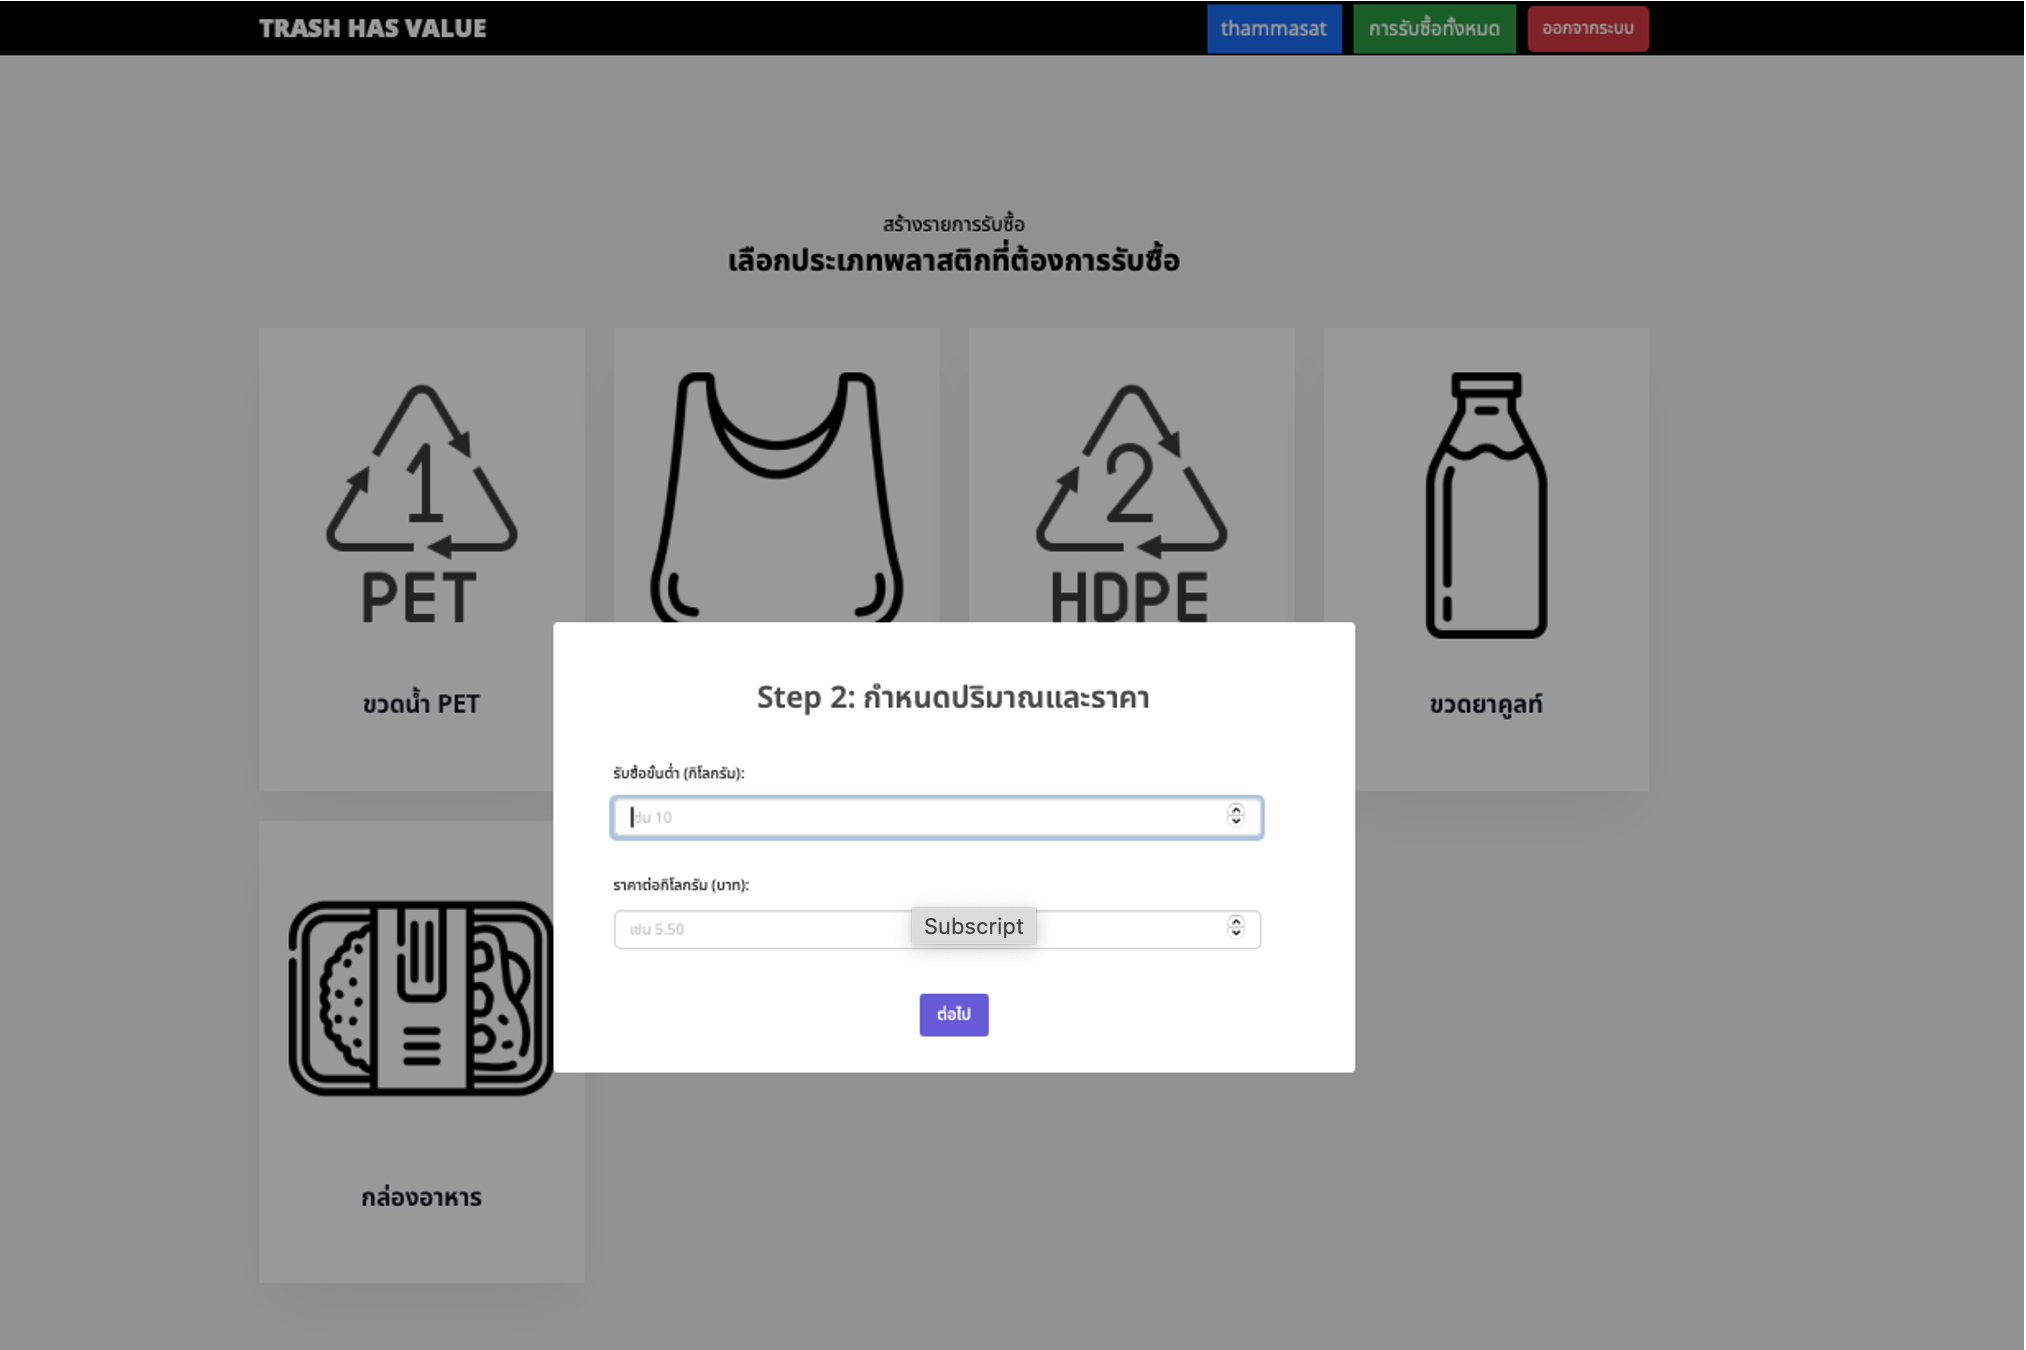 TRASH HAS VALUE
thammasat
การรับซื้อทั้งหมด
ออกจากระบบ
สร้างรายการรับซื้อ
เลือกประเภทพลาสติกที่ต้องการรับซื้อ
1
PET
2
HDPE
ขวดน้ำ PET
ขวดยาคูลท์
Step 2: กำหนดปริมาณและราคา
รับซื้อขั้นต่ำ (กิโลกรัม):
เช่น 10
ราคาต่อกิโลกรัม (บาท):
เช่น 5.50
Subscript
ต่อไป
กล่องอาหาร